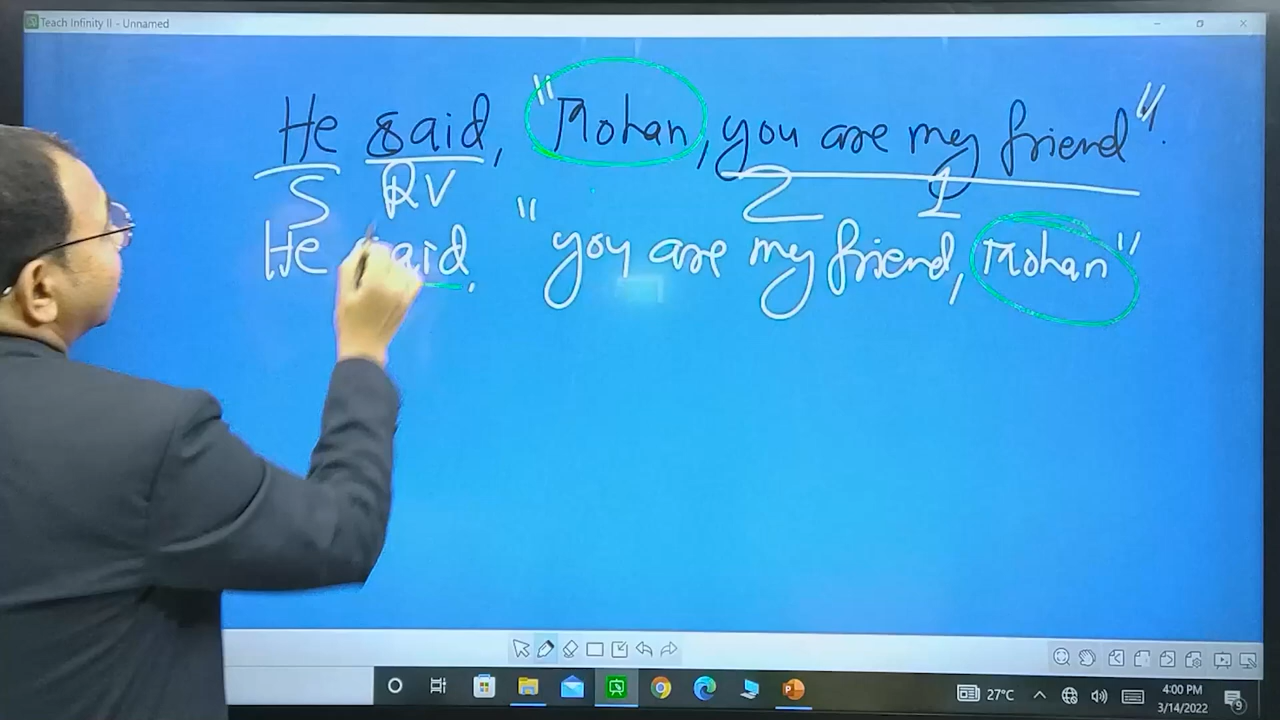 Teach Infinity II - Unnamed
He said, "Mohan, you are my friend".
S RV 2 1
He said, "you are my friend, Mohan"
27°C
4:00 PM
3/14/2022
9